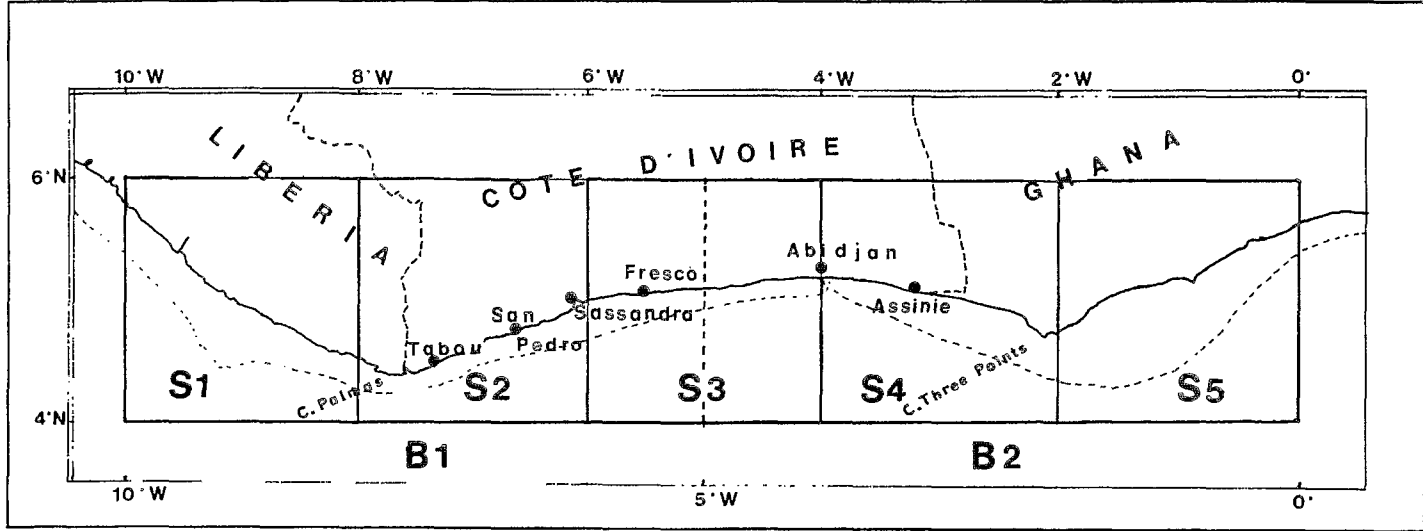 10°W 8°W 6°W 4°W 2°W 0°
LIBERIA
COTE D'IVOIRE
GHANA
6°N
Abidjan
Fresco
Assinie
San
Sassandra
Pedro
Tabou
C. Palmas
C. Three Points
S1 S2 S3 S4 S5
4°N
B1 B2
10°W 5°W 0°